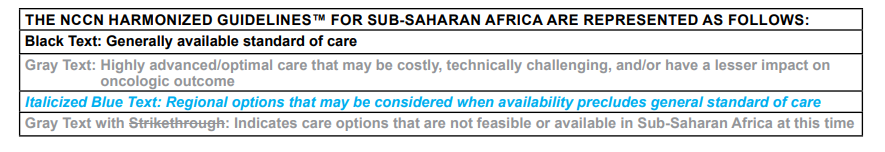 THE NCCN HARMONIZED GUIDELINES™ FOR SUB-SAHARAN AFRICA ARE REPRESENTED AS FOLLOWS:
Black Text: Generally available standard of care
Gray Text: Highly advanced/optimal care that may be costly, technically challenging, and/or have a lesser impact on
oncologic outcome
Italicized Blue Text: Regional options that may be considered when availability precludes general standard of care
Gray Text with Strikethrough: Indicates care options that are not feasible or available in Sub-Saharan Africa at this time